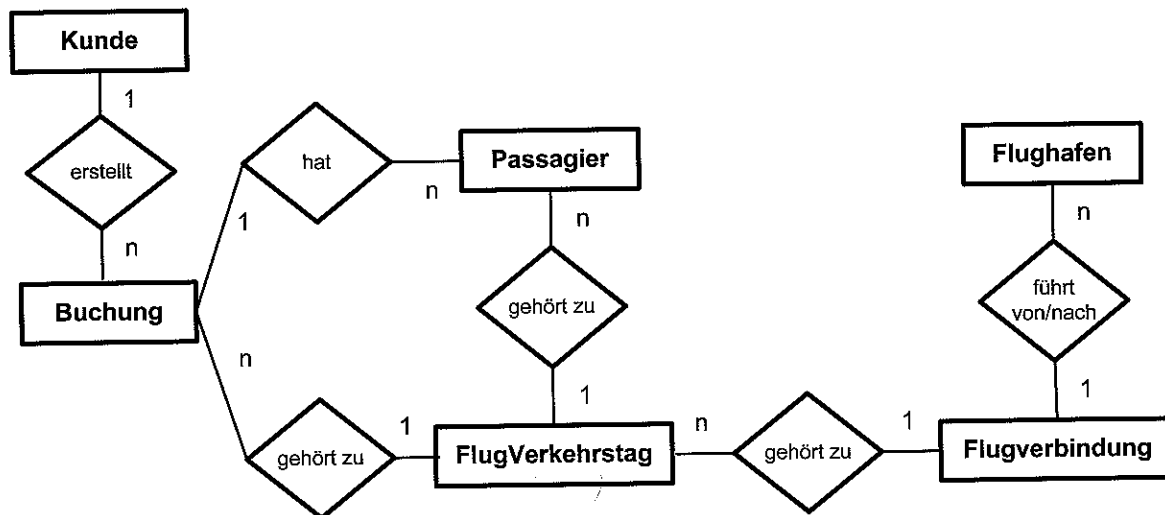 Kunde
1
erstellt
n
Buchung
1
hat
n
Passagier
n
gehört zu
1
n
gehört zu
1
FlugVerkehrstag
n
gehört zu
1
Flugverbindung
Flughafen
n
führt
von/nach
1